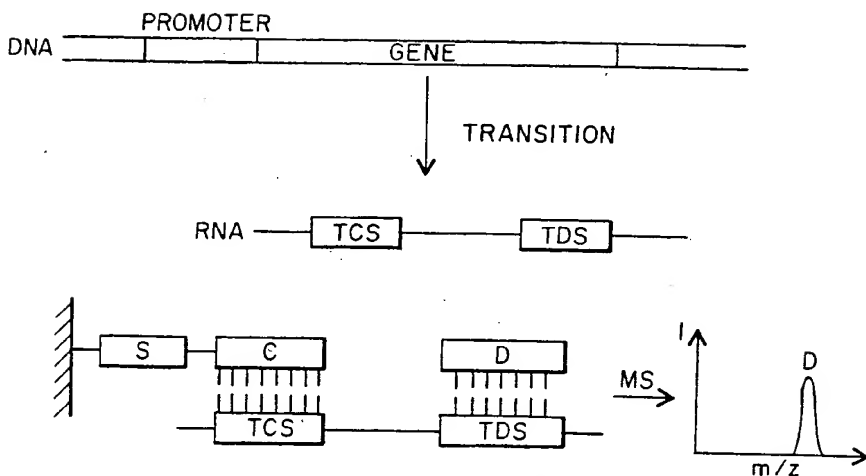 PROMOTER
DNA
GENE
TRANSITION
RNA
TCS
TDS
S
C
D
MS
I
D
TCS
TDS
m/z